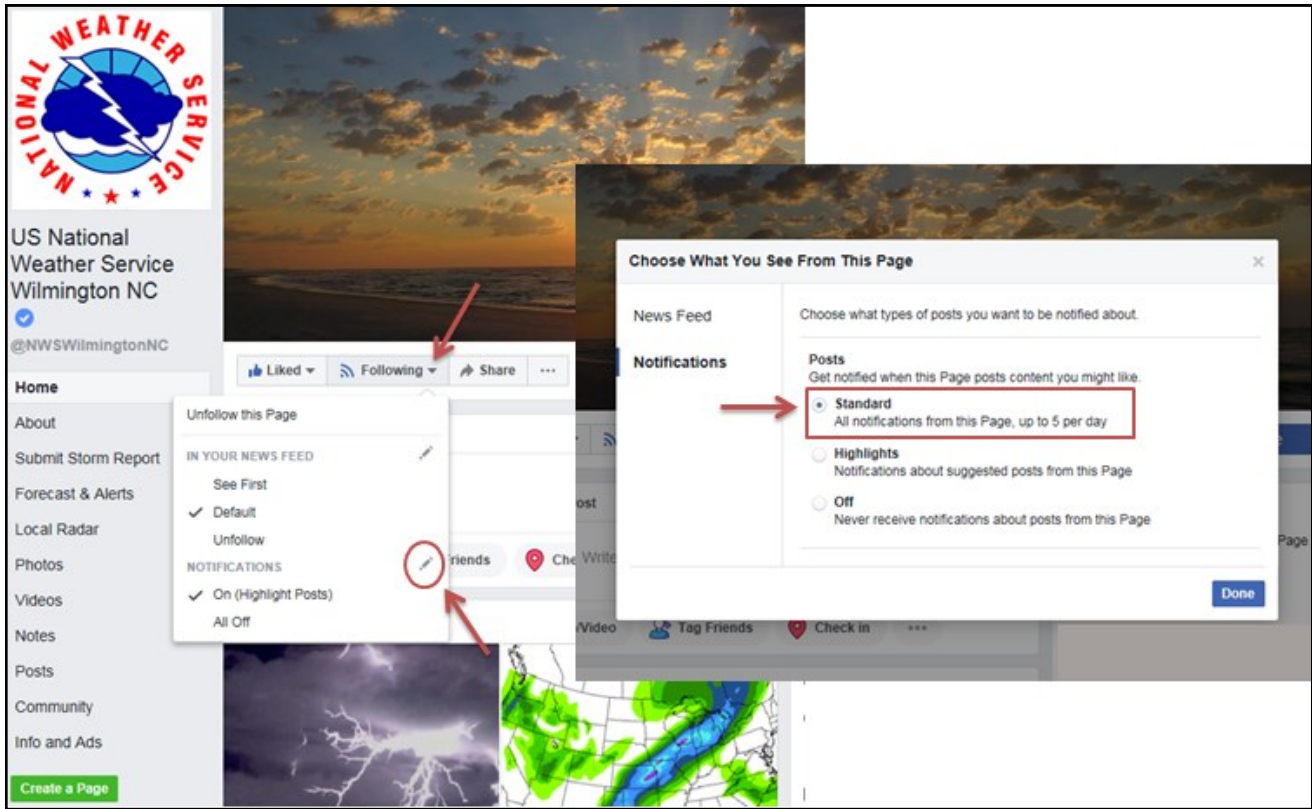 NATIONAL WEATHER SERVICE
US National
Weather Service
Wilmington NC
@NWSWilmingtonNC
Home
About
Submit Storm Report
Forecast & Alerts
Local Radar
Photos
Videos
Notes
Posts
Community
Info and Ads
Create a Page
Liked
Following
Share
Unfollow this Page
IN YOUR NEWS FEED
See First
Default
Unfollow
NOTIFICATIONS
On (Highlight Posts)
All Off
Choose What You See From This Page
News Feed
Notifications
Choose what types of posts you want to be notified about.
Posts
Get notified when this Page posts content you might like.
Standard
All notifications from this Page, up to 5 per day
Highlights
Notifications about suggested posts from this Page
Off
Never receive notifications about posts from this Page
Done
Write
Page
Tag Friends
Check in